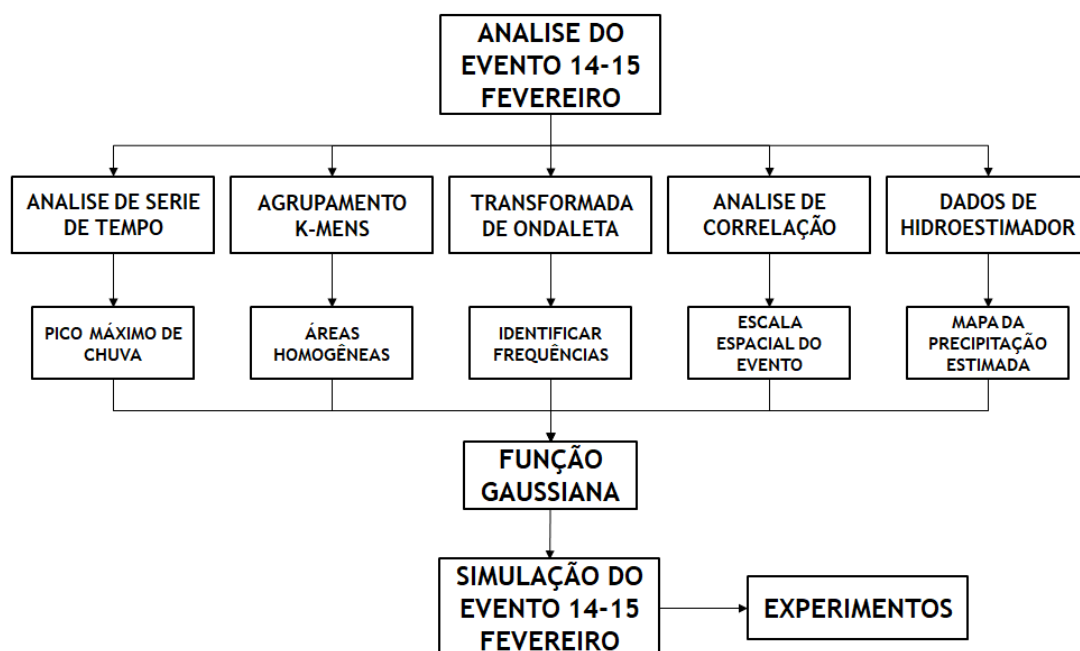 ANALISE DO
EVENTO 14-15
FEVEREIRO
ANALISE DE SERIE
DE TEMPO
AGRUPAMENTO
K-MENS
TRANSFORMADA
DE ONDALETA
ANALISE DE
CORRELAÇÃO
DADOS DE
HIDROESTIMADOR
PICO MÁXIMO DE
CHUVA
ÁREAS
HOMOGÊNEAS
IDENTIFICAR
FREQUÊNCIAS
ESCALA
ESPACIAL DO
EVENTO
MAPA DA
PRECIPITAÇÃO
ESTIMADA
FUNÇÃO
GAUSSIANA
SIMULAÇÃO DO
EVENTO 14-15
FEVEREIRO
EXPERIMENTOS